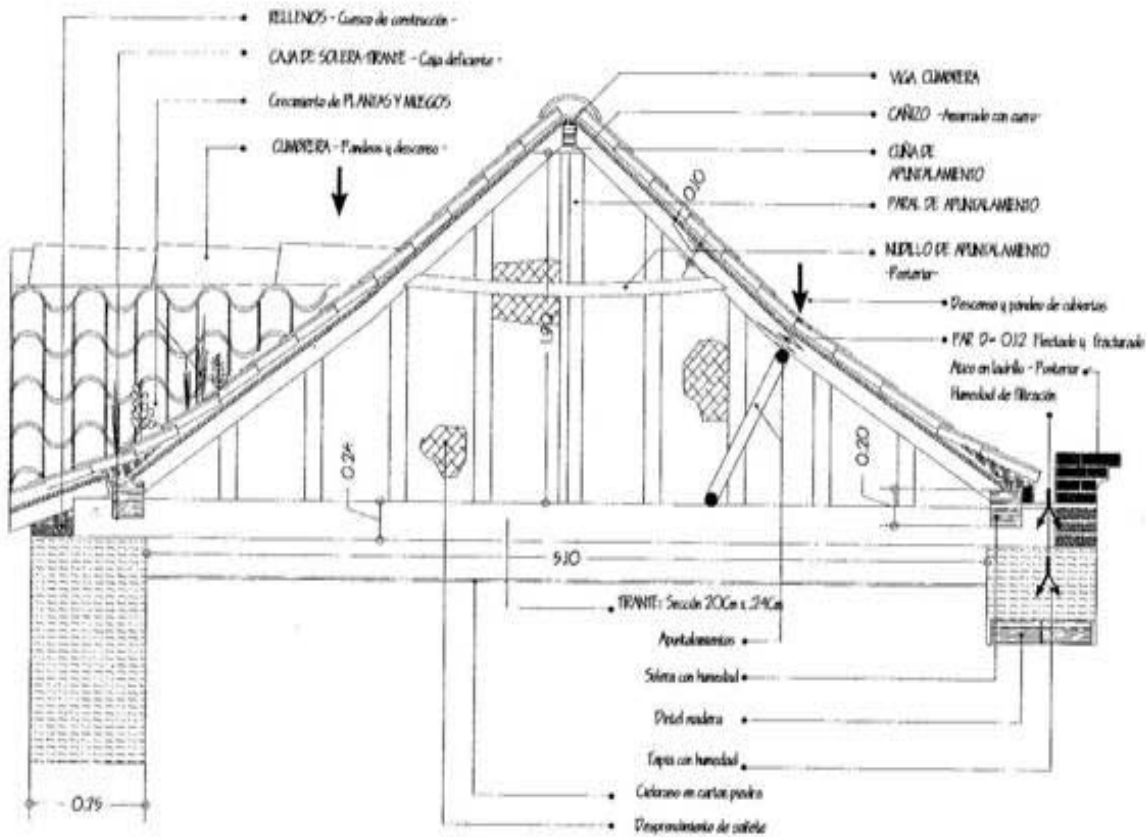 RELLENOS - Cuesco de construcción -
CAJA DE SOLERA-TIRANTE - Caja deficiente -
Crecimiento de PLANTAS Y MUSGOS
CUMBRERA - Pandeos y descenso -
VIGA CUMBRERA
CAÑIZO - Amarrado con cuero -
CUÑA DE
APUNTALAMIENTO
PARAL DE APUNTALAMIENTO
NUDILLO DE APUNTALAMIENTO
- Posterior -
Descenso y pandeo de cubiertas
PAR D= 0.12 Flectado y fracturado
Atico en ladrillo - Posterior
Humedad de filtración
0.10
1.90
0.24
0.20
9.10
TIRANTE: Sección 20Cm x .24Cm
Apuntalamientos
Solera con humedad
Dintel madera
Tapia con humedad
Cielorraso en carton piedra
Desprendimiento de pañete
0.75